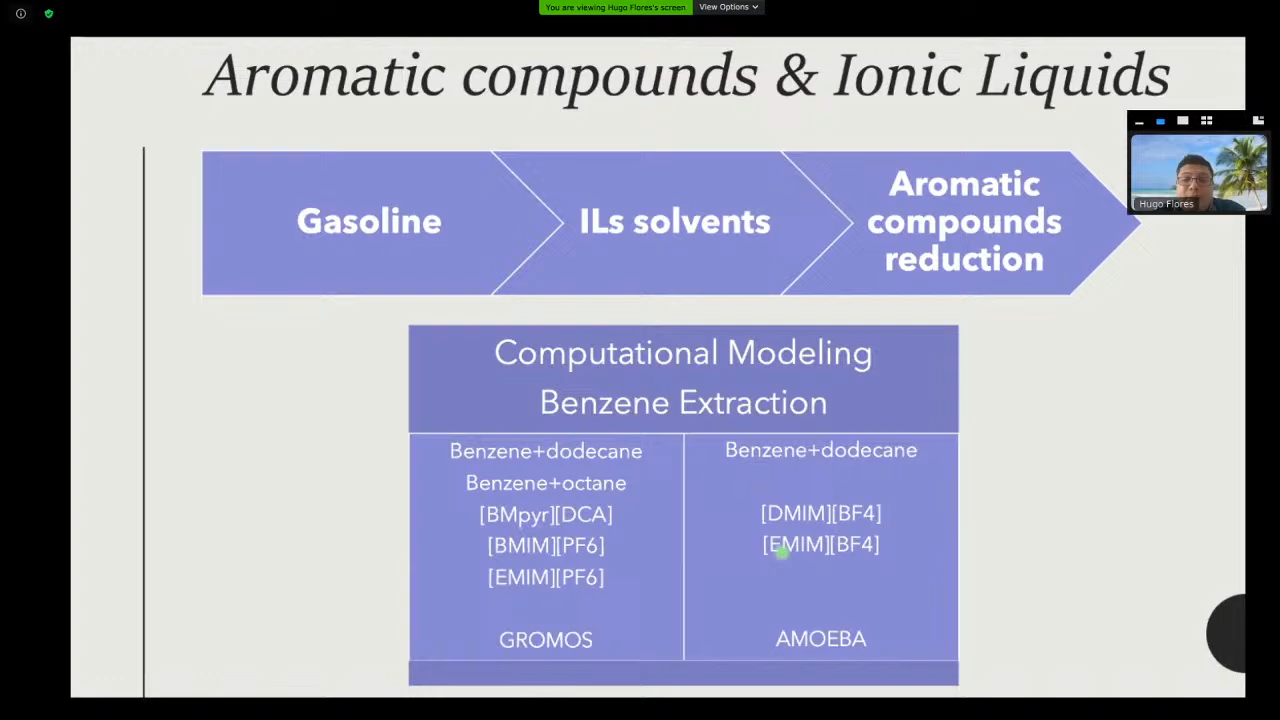 You are viewing Hugo Flores's screen
View Options
Aromatic compounds & Ionic Liquids
Gasoline
ILs solvents
Aromatic
compounds
reduction
Hugo Flores
Computational Modeling
Benzene Extraction
Benzene+dodecane
Benzene+octane
[BMpyr][DCA]
[BMIM][PF6]
[EMIM][PF6]
GROMOS
Benzene+dodecane
[DMIM][BF4]
[EMIM][BF4]
AMOEBA